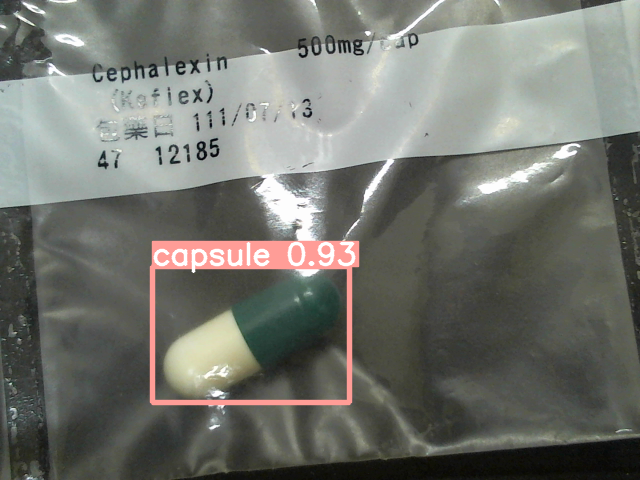 Cephalexin 500mg/cap
(Keflex)
包藥日 111/07/13
47 12185
capsule 0.93